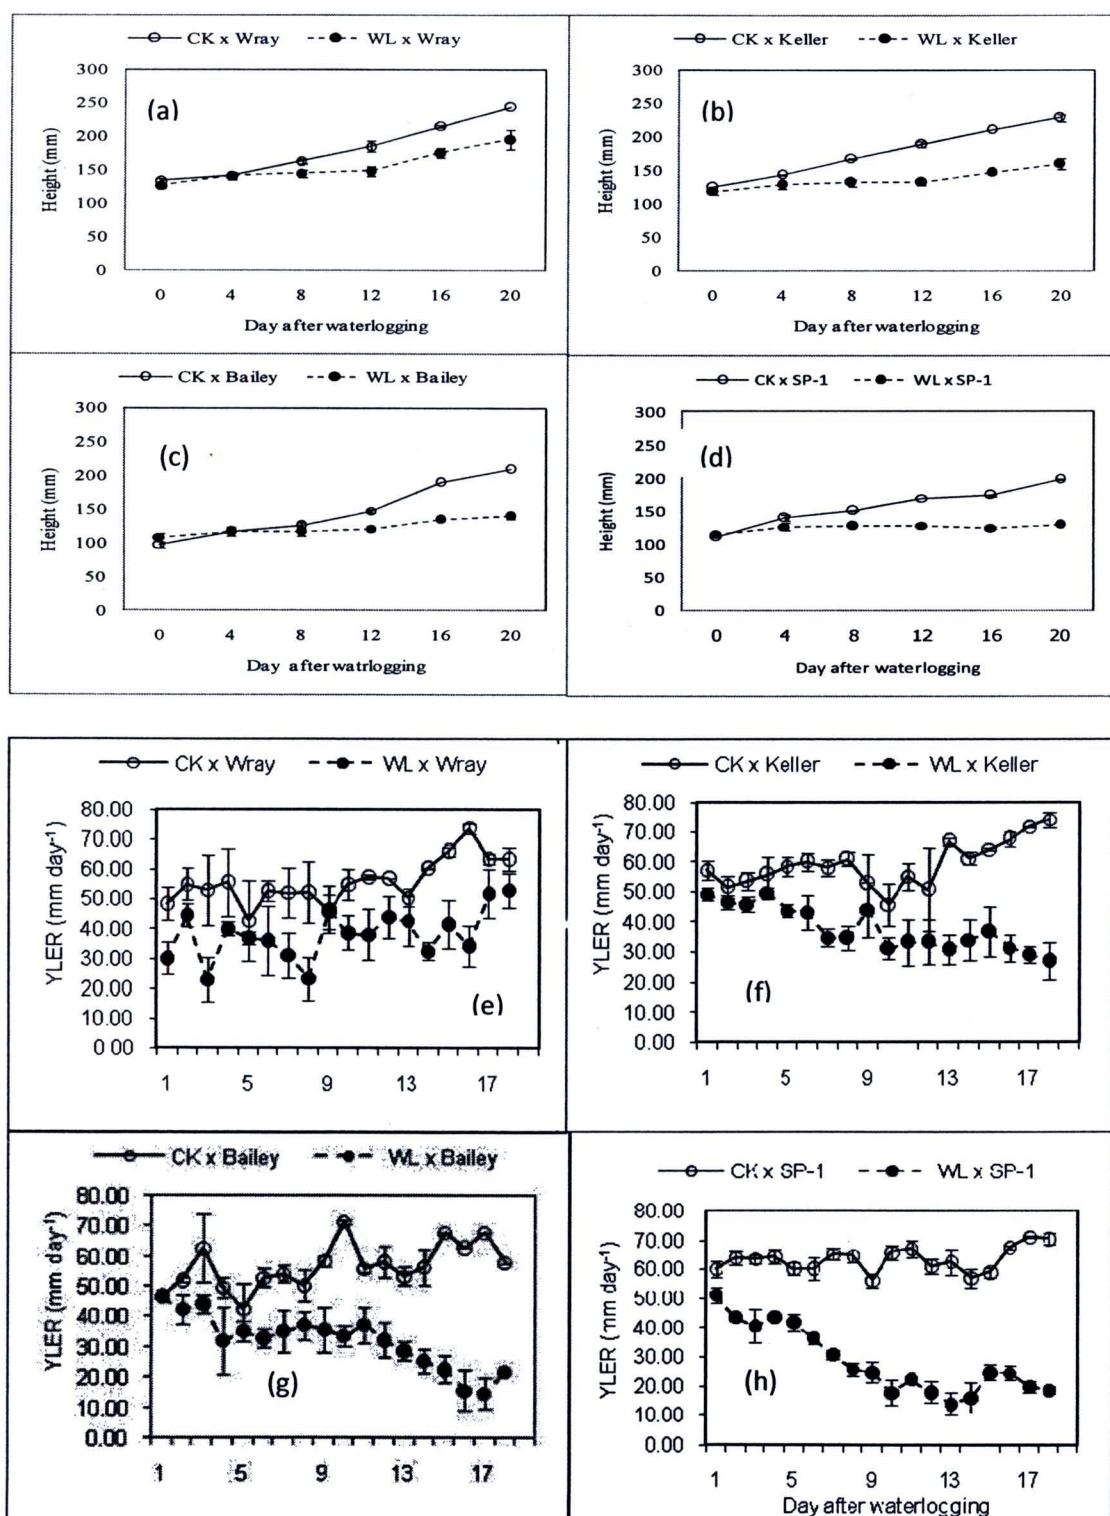 CK x Wray WL x Wray
300
250
200
150
100
50
0
Height (mm)
(a)
0 4 8 12 16 20
Day after waterlogging
CK x Keller WL x Keller
300
250
200
150
100
50
0
Height (mm)
(b)
0 4 8 12 16 20
Day after waterlogging
CK x Bailey WL x Bailey
300
250
200
150
100
50
0
Height (mm)
(c)
0 4 8 12 16 20
Day after watrlogging
CK x SP-1 WL x SP-1
300
250
200
150
100
50
0
Height (mm)
(d)
0 4 8 12 16 20
Day after waterlogging
CK x Wray WL x Wray
80.00
70.00
60.00
50.00
40.00
30.00
20.00
10.00
0.00
YLER (mm day-1)
(e)
1 5 9 13 17
CK x Keller WL x Keller
80.00
70.00
60.00
50.00
40.00
30.00
20.00
10.00
0.00
YLER (mm day-1)
(f)
1 5 9 13 17
CK x Bailey WL x Bailey
80.00
70.00
60.00
50.00
40.00
30.00
20.00
10.00
0.00
YLER (mm day-1)
(g)
1 5 9 13 17
CK x SP-1 WL x SP-1
80.00
70.00
60.00
50.00
40.00
30.00
20.00
10.00
0.00
YLER (mm day-1)
(h)
1 5 9 13 17
Day after waterlogging